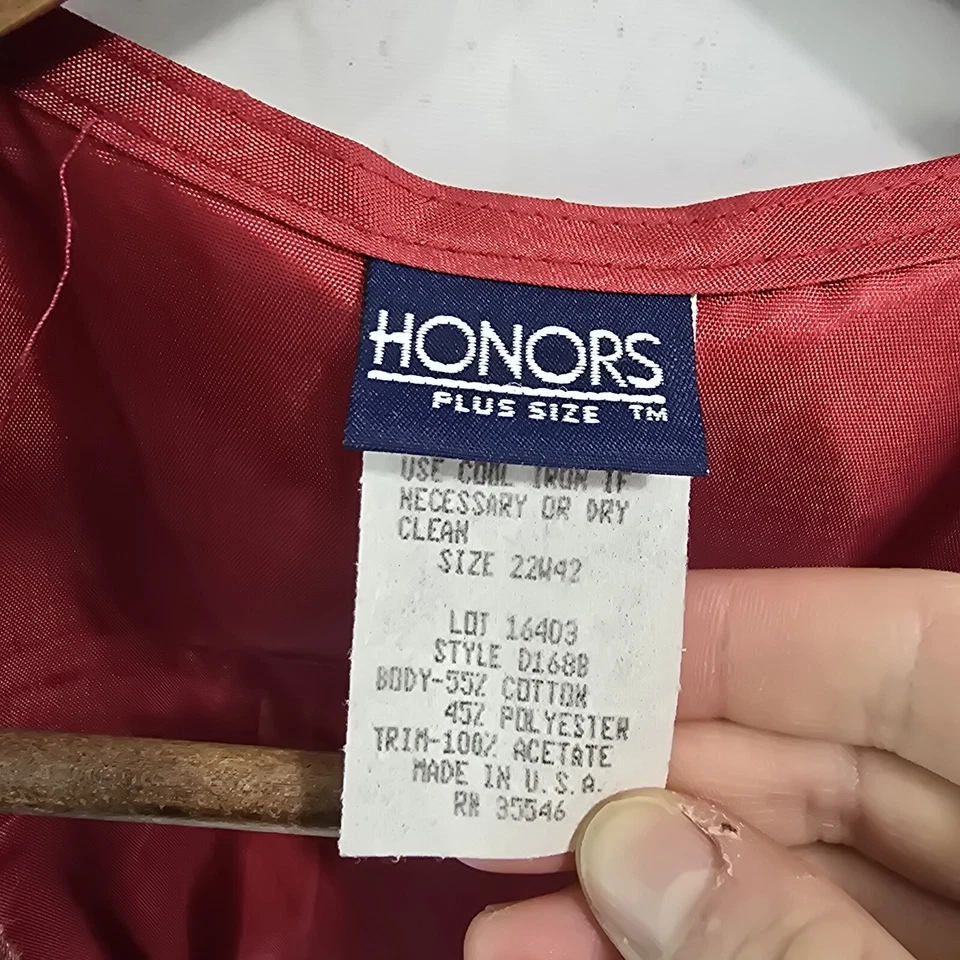 HONORS
PLUS SIZE ™
USE COOL IRON IF
NECESSARY OR DRY
CLEAN
SIZE 22W42
LOT 16403
STYLE D168B
BODY-55% COTTON
45% POLYESTER
TRIM-100% ACETATE
MADE IN U.S.A.
RN 35546